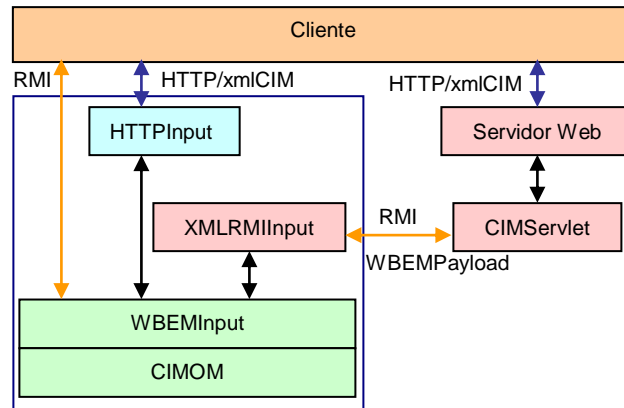 Cliente
RMI
HTTP/xmlCIM
HTTP/xmlCIM
HTTPInput
Servidor Web
XMLRMIInput
RMI
CIMServlet
WBEMPayload
WBEMInput
CIMOM